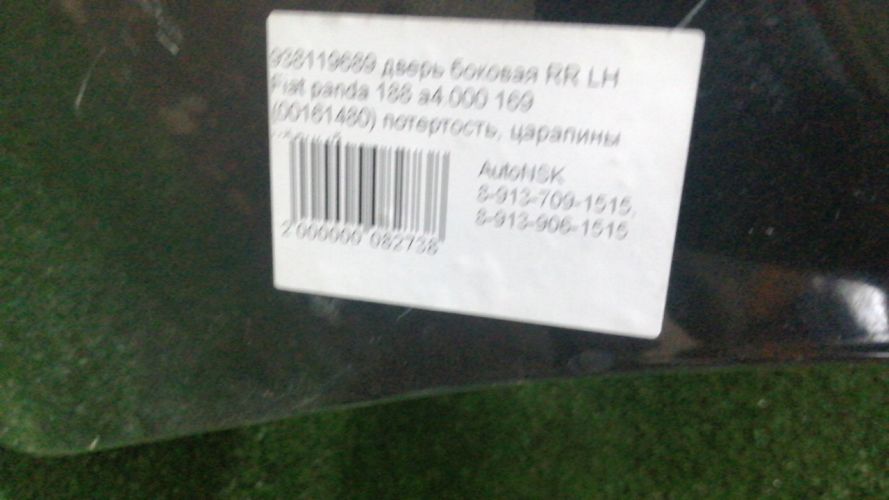 938119689 дверь боковая RR LH
Fiat panda 188 a4.000 169
(00161480) потертость, царапины
AutoNSK
8-913-709-1515,
8-913-906-1515
2 000000 082738